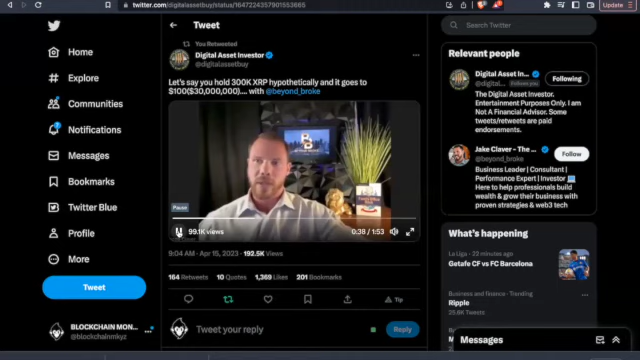 twitter.com/digitalassetbuy/status/1647224357901553665
Update
Home
Explore
Communities
Notifications
Messages
Bookmarks
Twitter Blue
Profile
More
Tweet
BLOCKCHAIN MON...
@blockchainmkyz
Tweet
You Retweeted
Digital Asset Investor
@digitalassetbuy
Let's say you hold 300K XRP hypothetically and it goes to
$100($30,000,000).... with @beyond_broke
Pause
99.1K views
0:38 / 1:53
9:04 AM · Apr 15, 2023 · 192.5K Views
164 Retweets 10 Quotes 1,369 Likes 201 Bookmarks
Tip
Tweet your reply
Reply
Search Twitter
Relevant people
Digital Asset In...
@digital...
Follows you
Following
The Digital Asset Investor.
Entertainment Purposes Only. I am
Not A Financial Advisor. Some
tweets/retweets are paid
endorsements.
Jake Claver - The ...
@beyond_broke
Follow
Business Leader | Consultant |
Performance Expert | Investor
Here to help professionals build
wealth & grow their business with
proven strategies & web3 tech
What's happening
La Liga · 23 minutes ago
Getafe CF vs FC Barcelona
Business and finance · Trending
Ripple
Messages